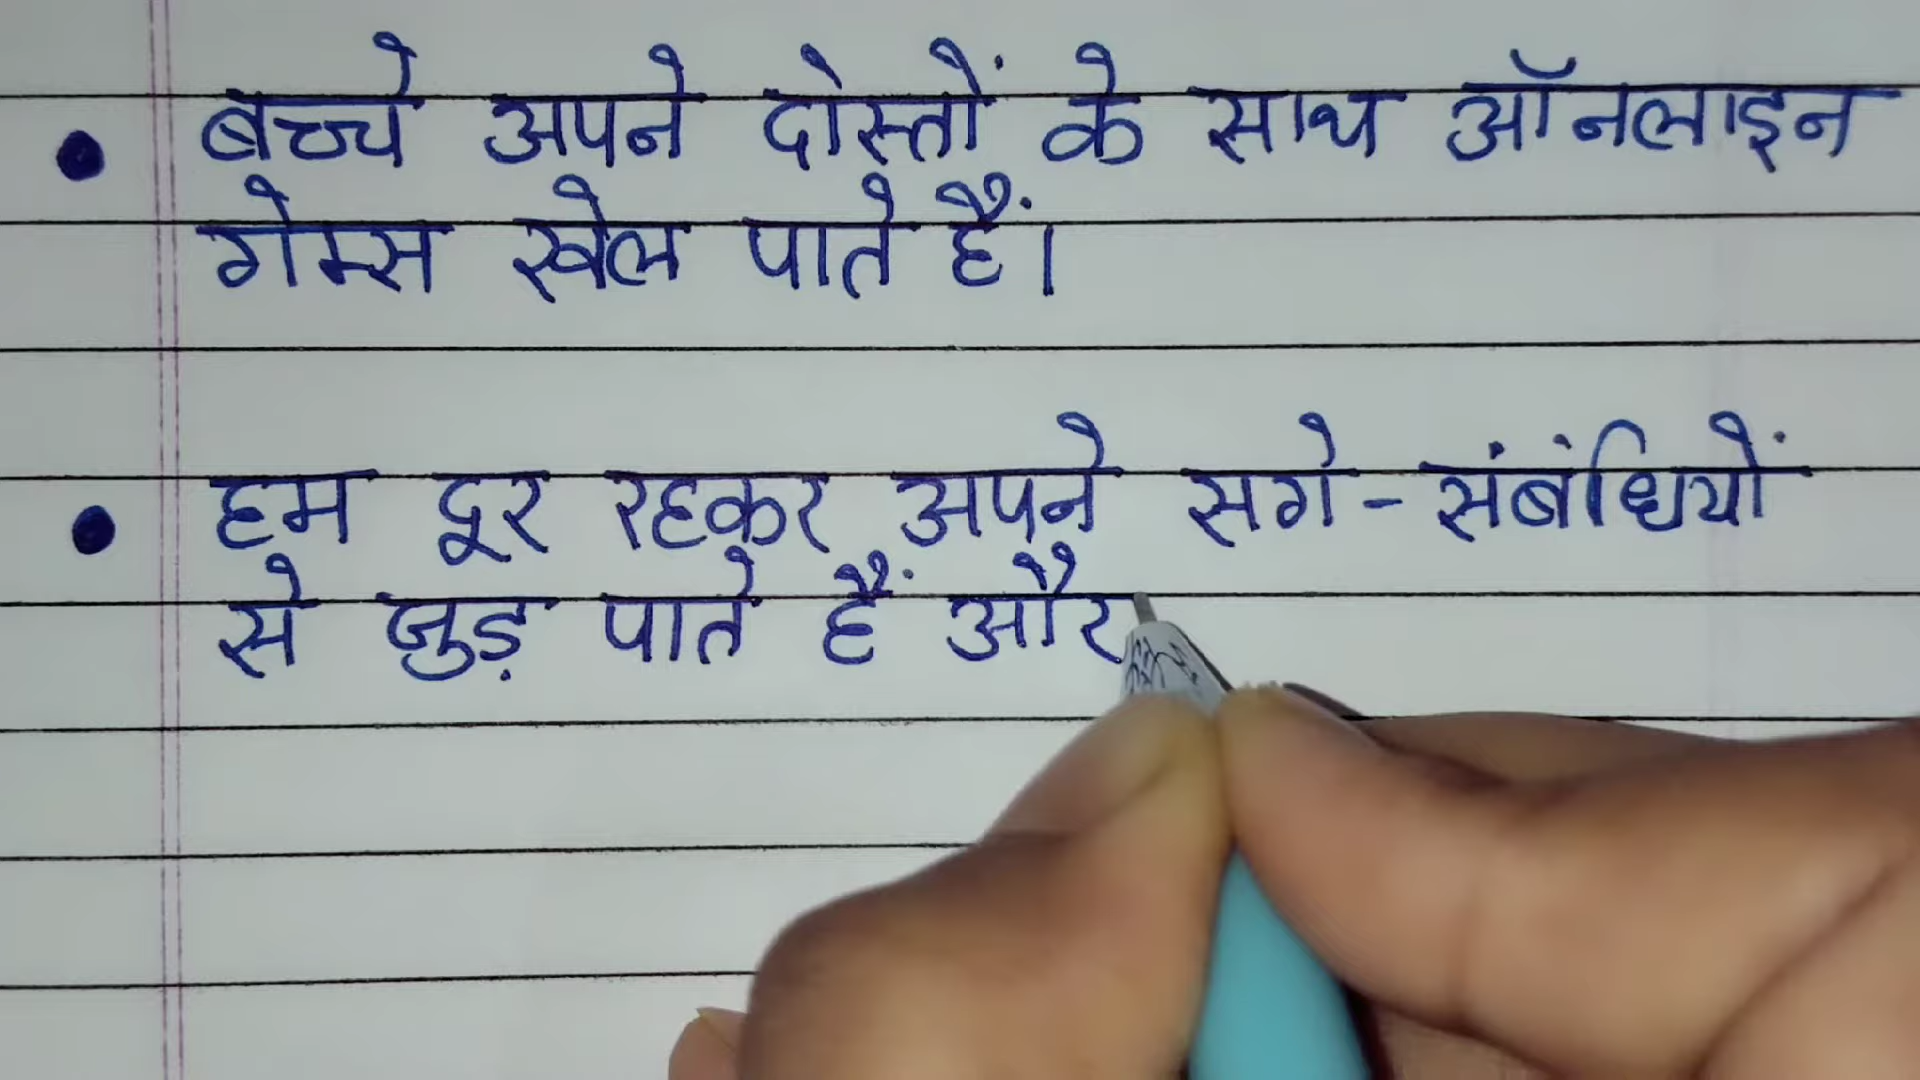 • बच्चे अपने दोस्तों के साथ ऑनलाइन
गेम्स खेल पाते हैं।
• हम दूर रहकर अपने सगे-संबंधियों
से जुड़ पाते हैं और